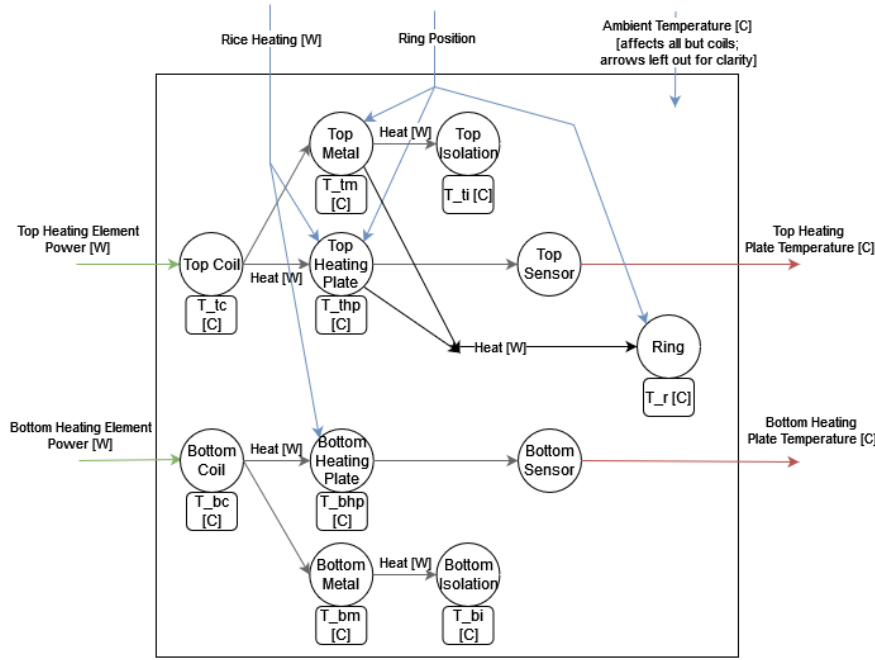 Rice Heating [W]
Ring Position
Ambient Temperature [C]
[affects all but coils;
arrows left out for clarity]
Top
Metal
Heat [W]
Top
Isolation
T_tm
[C]
T_ti [C]
Top Heating Element
Power [W]
Top Coil
Heat [W]
Top
Heating
Plate
Top
Sensor
Top Heating
Plate Temperature [C]
T_tc
[C]
T_thp
[C]
Heat [W]
Ring
T_r [C]
Bottom Heating Element
Power [W]
Bottom
Coil
Heat [W]
Bottom
Heating
Plate
Bottom
Sensor
Bottom Heating
Plate Temperature [C]
T_bc
[C]
T_bhp
[C]
Bottom
Metal
Heat [W]
Bottom
Isolation
T_bm
[C]
T_bi
[C]